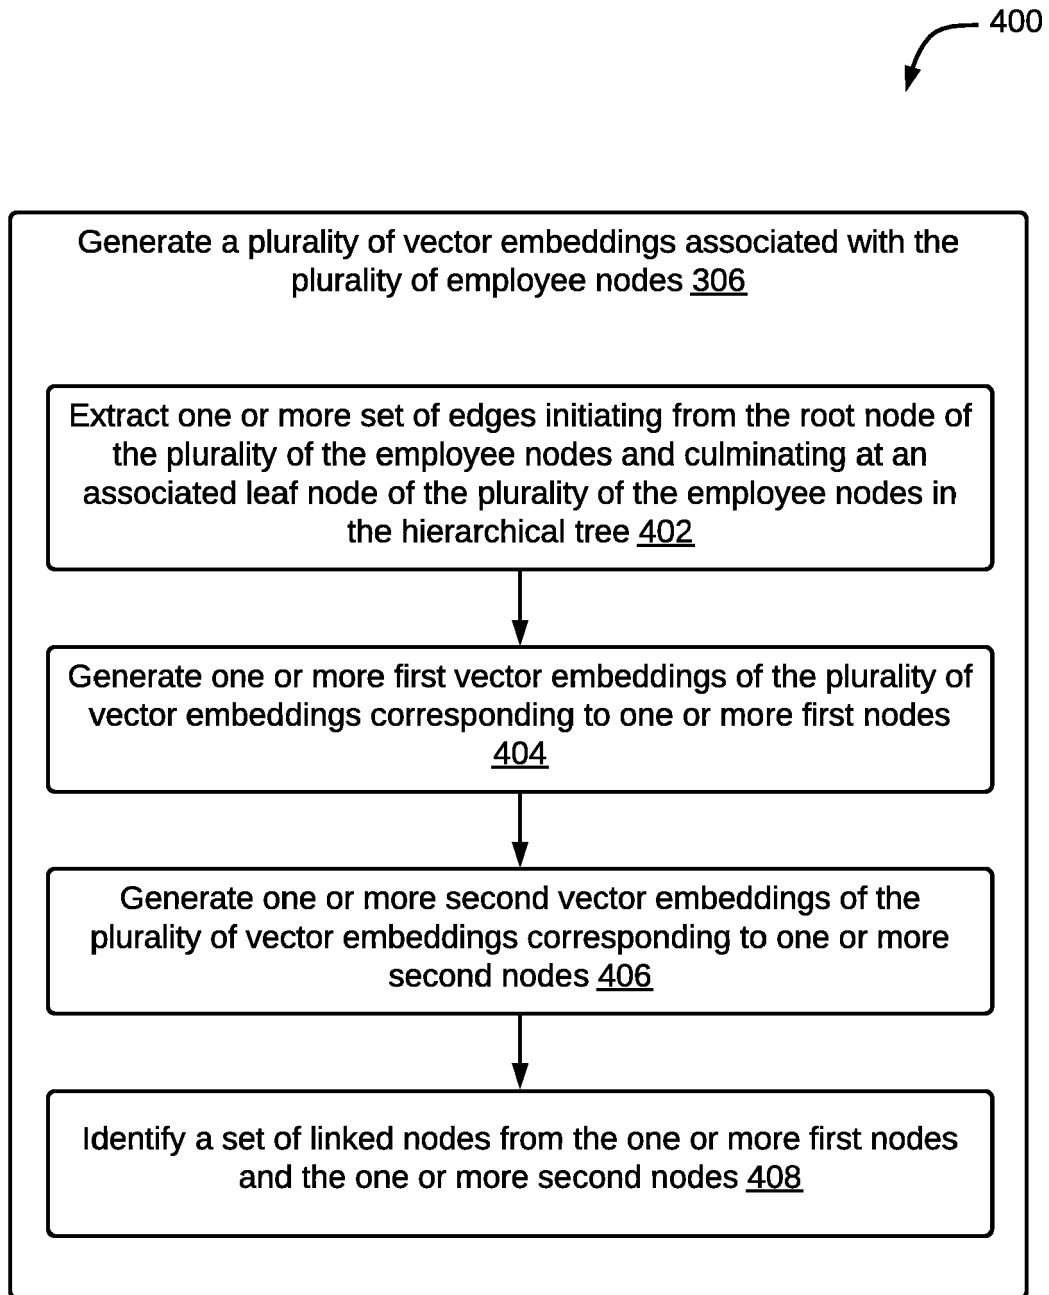 400
Generate a plurality of vector embeddings associated with the
plurality of employee nodes 306
Extract one or more set of edges initiating from the root node of
the plurality of the employee nodes and culminating at an
associated leaf node of the plurality of the employee nodes in
the hierarchical tree 402
Generate one or more first vector embeddings of the plurality of
vector embeddings corresponding to one or more first nodes
404
Generate one or more second vector embeddings of the
plurality of vector embeddings corresponding to one or more
second nodes 406
Identify a set of linked nodes from the one or more first nodes
and the one or more second nodes 408